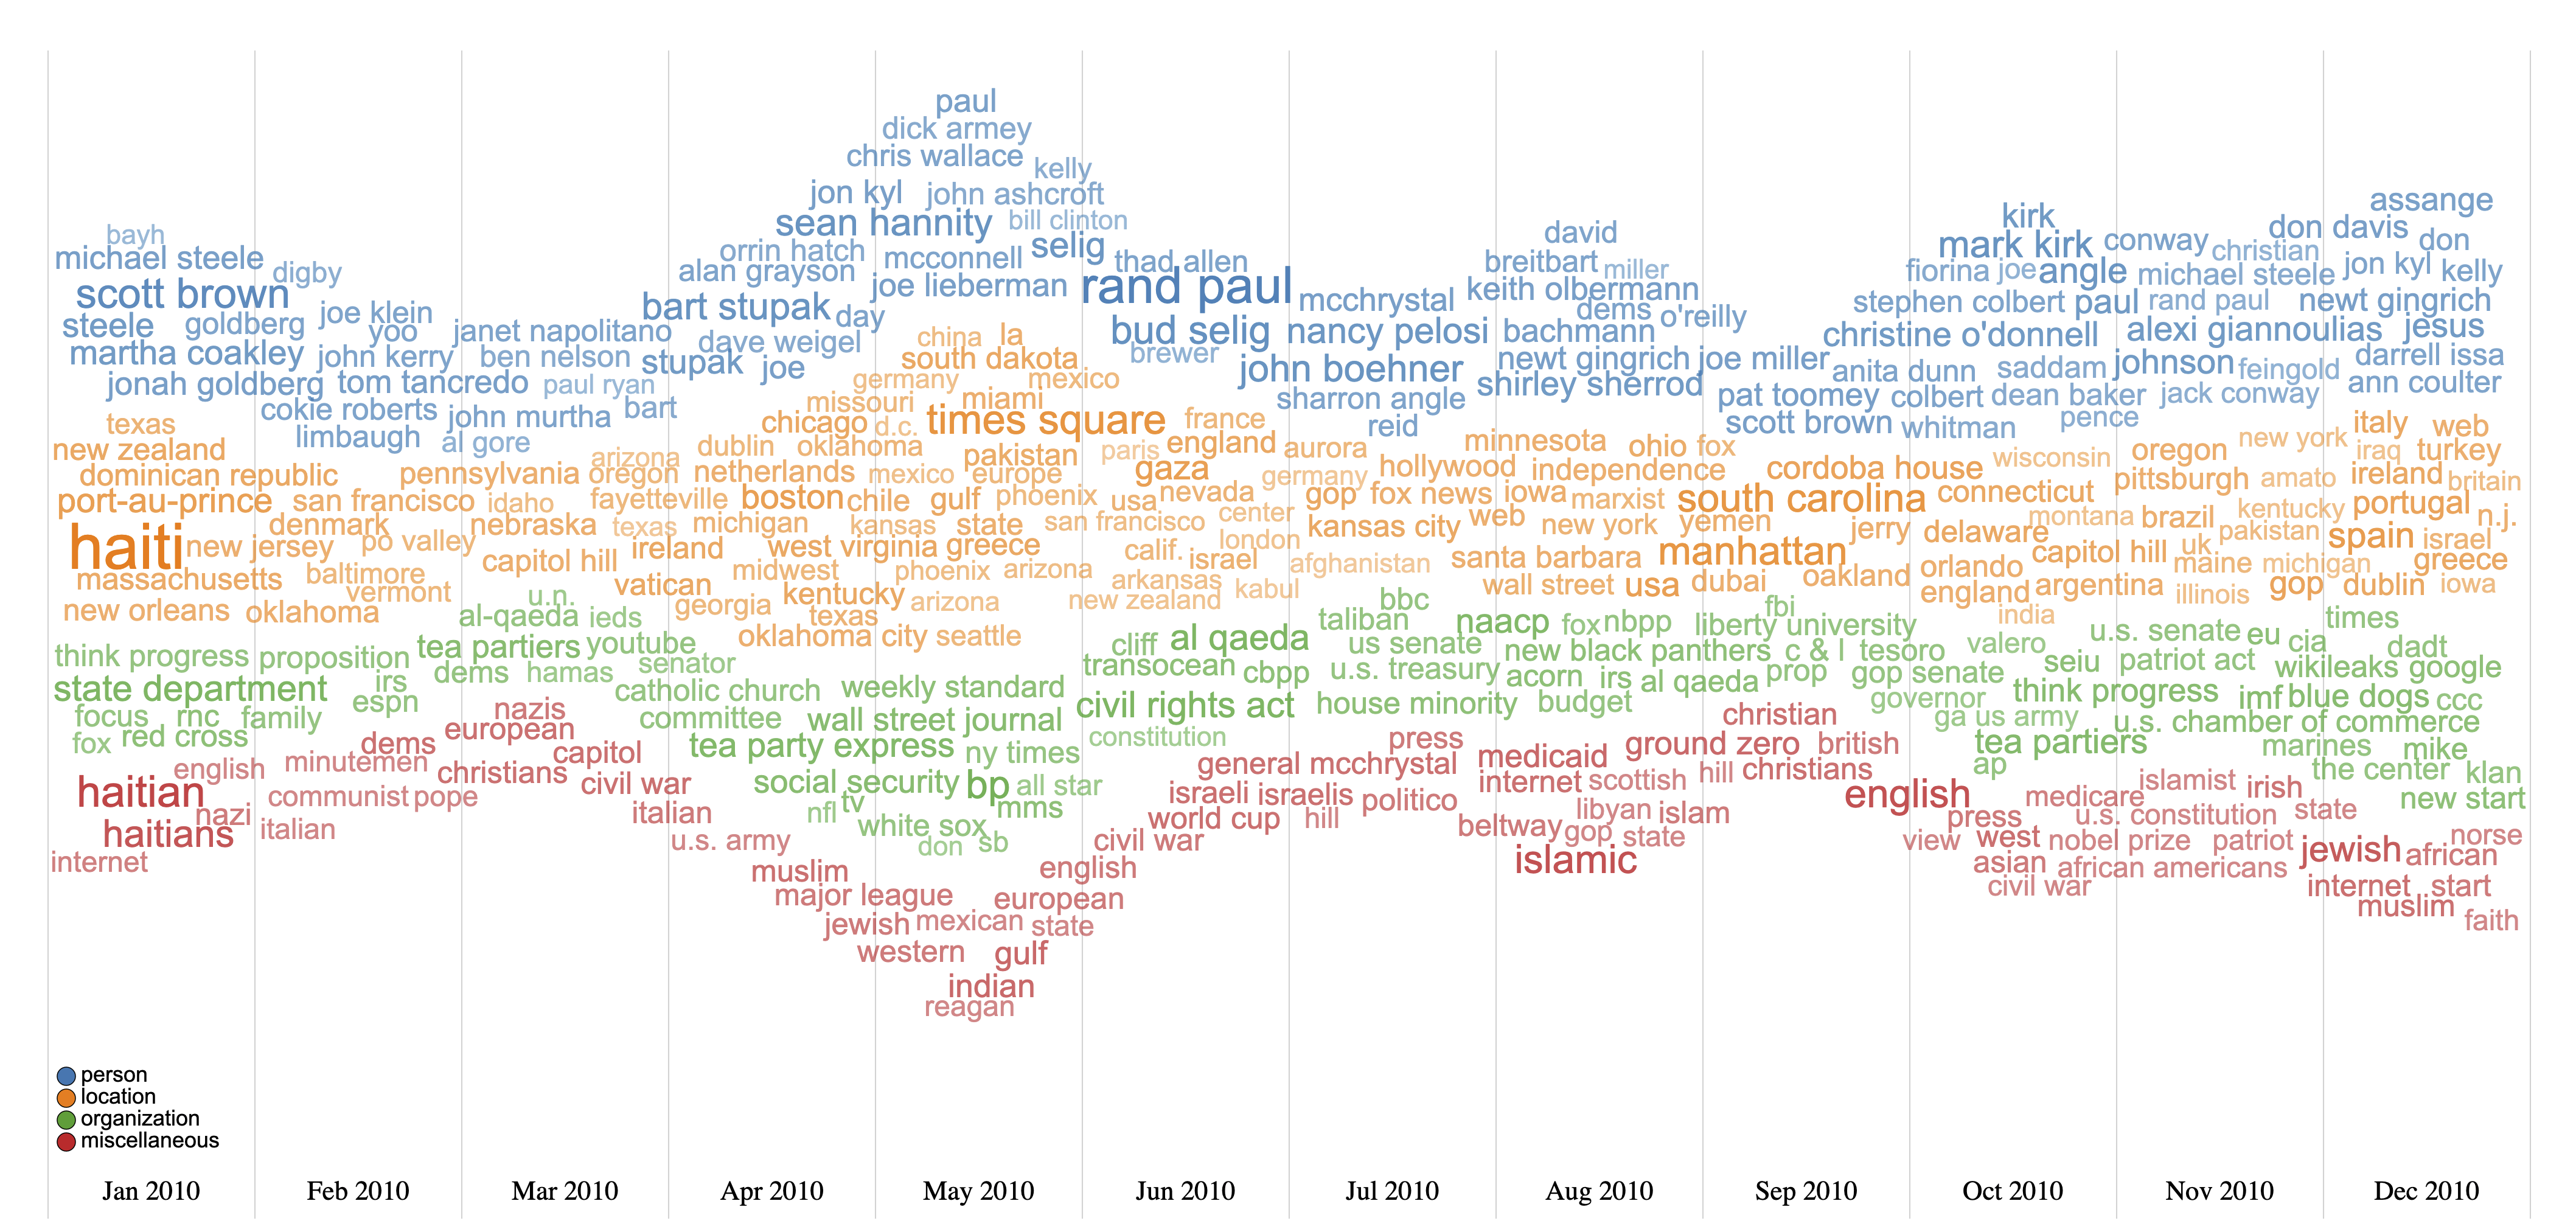 paul
dick armey
chris wallace
kelly
jon kyl john ashcroft
assange
sean hannity bill clinton
kirk
don davis
bayh
david
mark kirk conway christian don
michael steele
orrin hatch mcconnell selig
thad allen
breitbart miller
fiorina joe angle michael steele jon kyl kelly
digby
alan grayson joe lieberman rand paul
mcchrystal keith olbermann
stephen colbert paul rand paul newt gingrich
scott brown
joe klein
bart stupak day
dems o'reilly
steele goldberg yoo janet napolitano
bud selig nancy pelosi bachmann
christine o'donnell alexi giannoulias jesus
dave weigel china la
martha coakley john kerry ben nelson stupak joe
south dakota brewer john boehner
newt gingrich joe miller anita dunn saddam johnson feingold darrell issa
jonah goldberg tom tancredo paul ryan
germany mexico
shirley sherrod
ann coulter
missouri miami sharron angle
pat toomey colbert dean baker jack conway
cokie roberts john murtha bart
chicago d.c. times square france reid
scott brown whitman pence
italy web
texas
limbaugh al gore
dublin oklahoma
england aurora minnesota ohio fox
oregon new york iraq turkey
new zealand
arizona
pakistan paris
dominican republic pennsylvania oregon netherlands mexico europe gaza germany hollywood independence cordoba house wisconsin pittsburgh amato ireland britain
port-au-prince san francisco idaho fayetteville boston chile gulf phoenix usa nevada gop fox news iowa marxist south carolina connecticut
kentucky portugal n.j.
denmark nebraska texas michigan kansas state san francisco center kansas city web new york yemen jerry delaware montana brazil pakistan
haiti new jersey po valley capitol hill ireland west virginia greece calif. israel london santa barbara manhattan capitol hill uk maine michigan spain israel greece
massachusetts baltimore vermont vatican midwest phoenix arizona arkansas kabul afghanistan wall street usa dubai oakland orlando england argentina illinois gop dublin iowa
new orleans oklahoma
u.n.
georgia kentucky arizona new zealand
bbc
fbi
india
times
al-qaeda ieds
texas
taliban naacp fox nbpp liberty university
u.s. senate eu cia dadt
think progress proposition tea partiers youtube
oklahoma city seattle
cliff al qaeda us senate new black panthers c & l tesoro valero
state department irs dems hamas senator
transocean cbpp u.s. treasury acorn irs al qaeda prop gop senate seiu patriot act wikileaks google
espn
catholic church weekly standard
civil rights act house minority budget governor think progress imf blue dogs ccc
focus rnc family nazis committee wall street journal
christian
ga us army u.s. chamber of commerce
fox red cross
dems european capitol
tea party express ny times constitution press
ground zero british tea partiers marines mike
english minutemen christians civil war
general mcchrystal medicaid
internet scottish hill christians
ap
the center klan
haitian communist pope
social security bp all star
israeli israelis politico
english medicare islamist irish new start
nazi italian
nfl tv mms
world cup hill libyan islam
press u.s. constitution state
haitians italian
white sox
beltway gop state
view west nobel prize patriot jewish norse
internet
u.s. army
don sb
civil war islamic
asian african americans african
muslim english
civil war internet start
major league european
muslim
jewish mexican state
faith
western gulf
indian
reagan
person
location
organization
miscellaneous
Jan 2010 Feb 2010 Mar 2010 Apr 2010 May 2010 Jun 2010 Jul 2010 Aug 2010 Sep 2010 Oct 2010 Nov 2010 Dec 2010